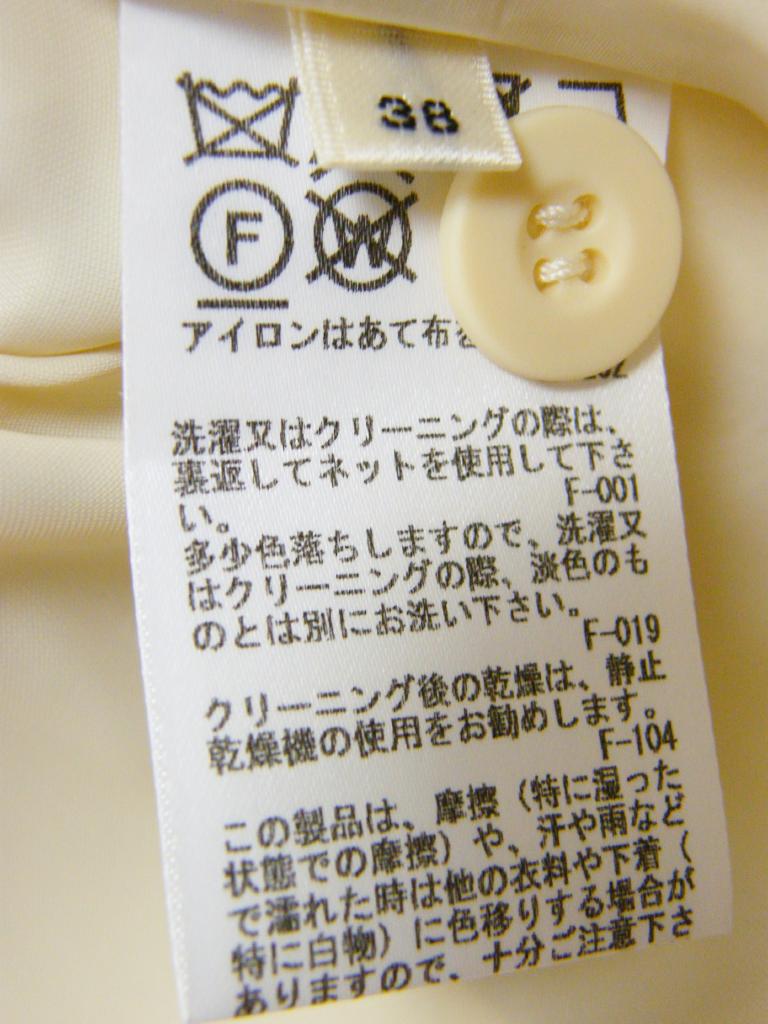 38
F W
アイロンはあて布
洗濯又はクリーニングの際は、
裏返してネットを使用して下さ
い。 F-001
多少色落ちしますので、洗濯又
はクリーニングの際、淡色のも
のとは別にお洗い下さい。
F-019
クリーニング後の乾燥は、静止
乾燥機の使用をお勧めします。
F-104
この製品は、摩擦(特に湿った
状態での摩擦)や、汗や雨など
で濡れた時は他の衣料や下着(
特に白物)に色移りする場合が
ありますので、十分ご注意下さ